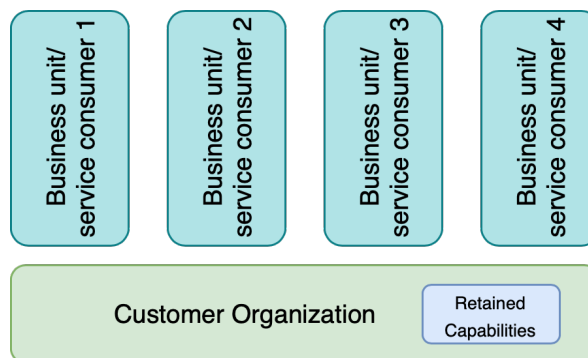 Business unit/
service consumer 1
Business unit/
service consumer 2
Business unit/
service consumer 3
Business unit/
service consumer 4
Customer Organization
Retained
Capabilities